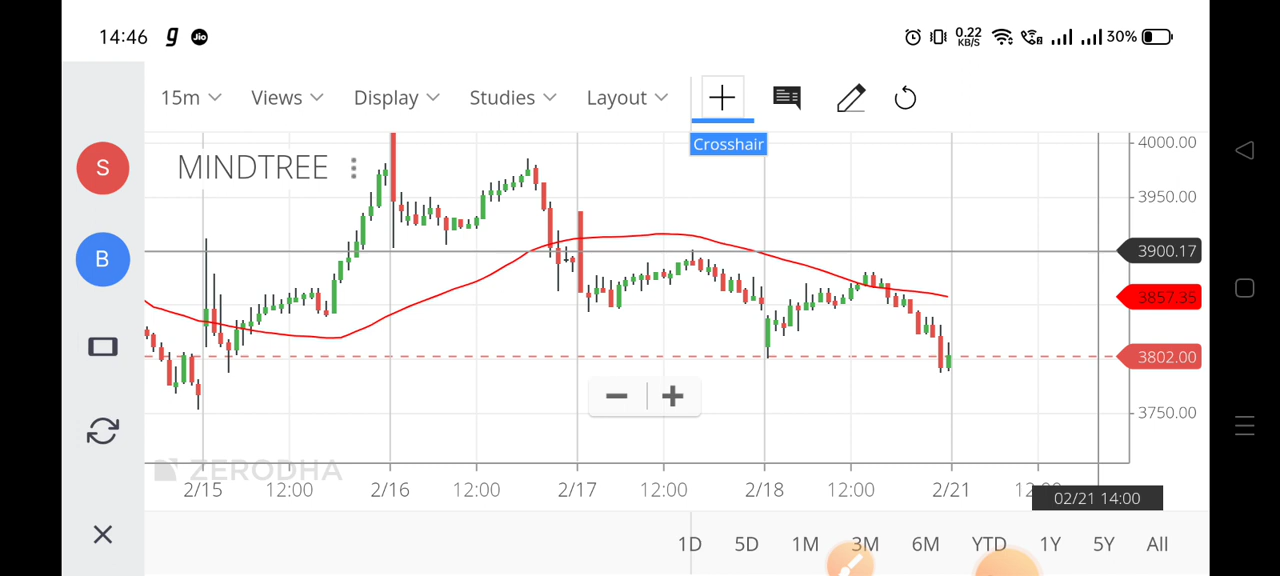 14:46 g Jio 0.22 KB/S 2 30%
15m Views Display Studies Layout
Crosshair
S
B
MINDTREE
4000.00
3950.00
3900.17
3857.35
3802.00
3750.00
ZERODHA
2/15 12:00 2/16 12:00 2/17 12:00 2/18 12:00 2/21
02/21 14:00
1D 5D 1M 3M 6M YTD 1Y 5Y All